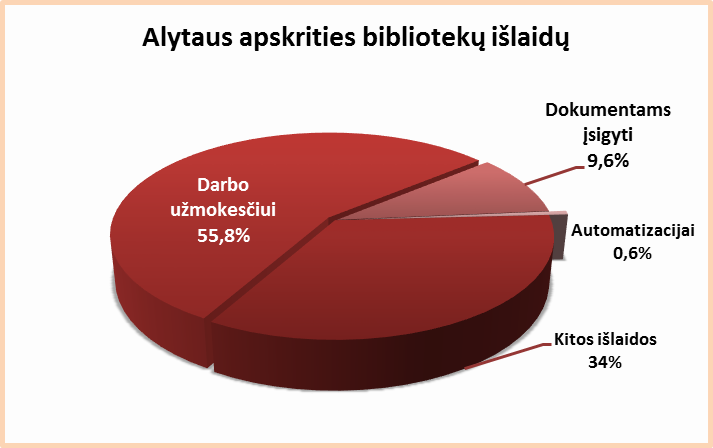 Alytaus apskrities bibliotekų išlaidų
Dokumentams
įsigyti
9,6%
Darbo
užmokesčiui
55,8%
Automatizacijai
0,6%
Kitos išlaidos
34%